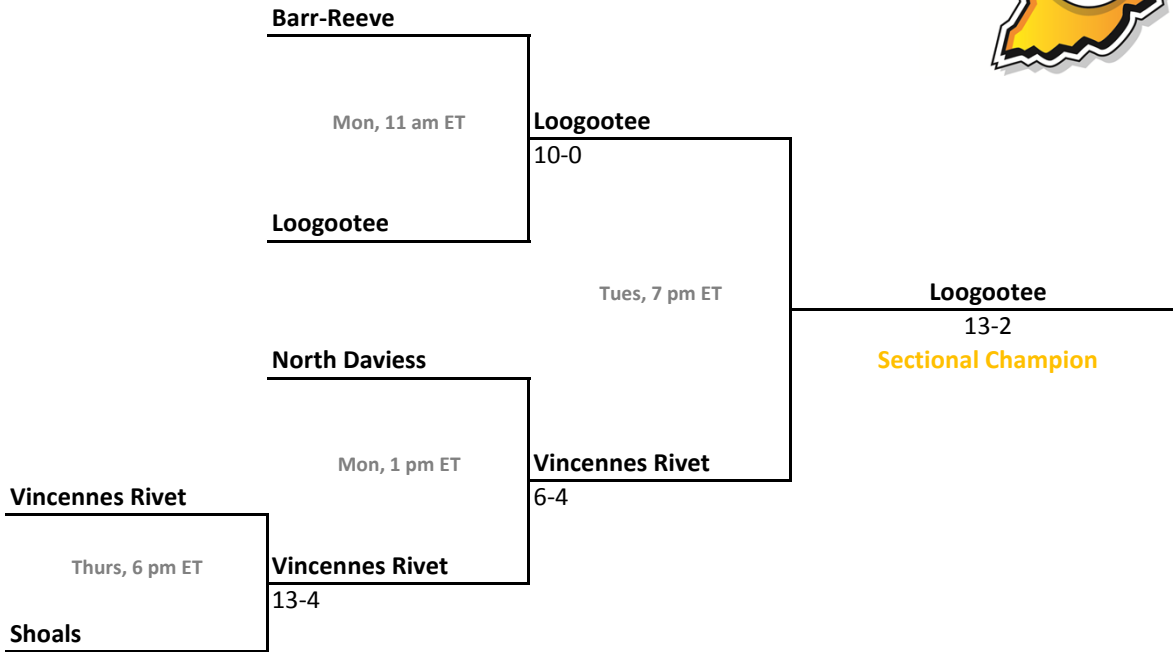 Barr-Reeve
Mon, 11 am ET
Loogootee
10-0
Loogootee
Tues, 7 pm ET
Loogootee
13-2
Sectional Champion
North Daviess
Mon, 1 pm ET
Vincennes Rivet
6-4
Vincennes Rivet
Thurs, 6 pm ET
Vincennes Rivet
13-4
Shoals